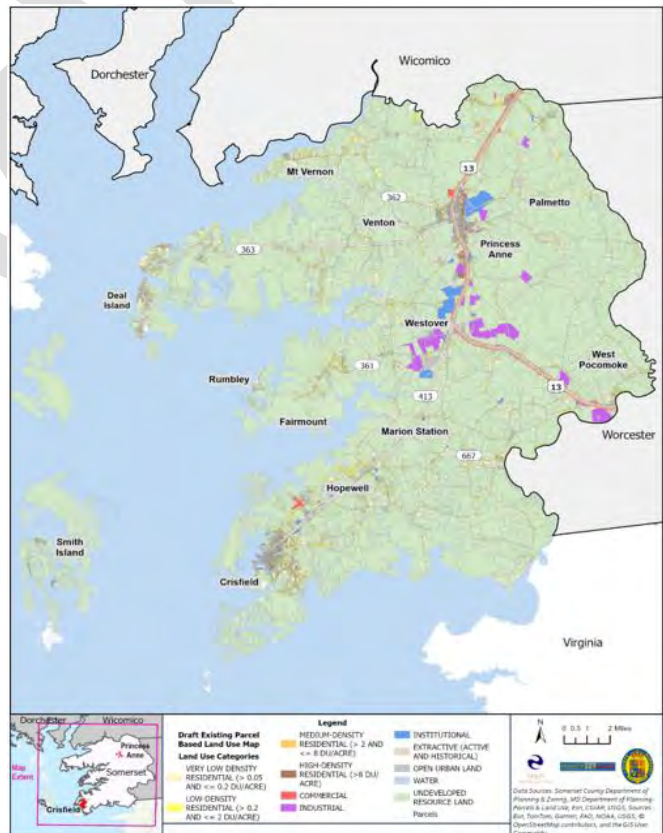 Wicomico
Dorchester
13
Mt Vernon
362
Palmetto
Venton
Princess
Anne
363
Deal
Island
Westover
West
Pocomoke
Rumbley
361
13
413
Fairmount
Marion Station
Worcester
667
Hopewell
Smith
Island
Crisfield
Virginia
Dorchester Wicomico
Princess
Anne
Map
Extent
Somerset
Crisfield
Legend
Draft Existing Parcel
Based Land Use Map
Land Use Categories
VERY LOW DENSITY
RESIDENTIAL (> 0.05
AND <= 0.2 DU/ACRE)
LOW-DENSITY
RESIDENTIAL (> 0.2
AND <= 2 DU/ACRE)
MEDIUM-DENSITY
RESIDENTIAL (> 2 AND
<= 8 DU/ACRE)
HIGH-DENSITY
RESIDENTIAL (>8 DU/
ACRE)
COMMERCIAL
INDUSTRIAL
INSTITUTIONAL
EXTRACTIVE (ACTIVE
AND HISTORICAL)
OPEN URBAN LAND
WATER
UNDEVELOPED
RESOURCE LAND
Parcels
N
0 0.5 1 2 Miles
Data Sources: Somerset County Department of
Planning & Zoning, MD Department of Planning-
Parcels & Land Use, Esri, CGIAR, USGS, Sources:
Esri, TomTom, Garmin, FAO, NOAA, USGS, ©
OpenStreetMap contributors, and the GIS User
Community